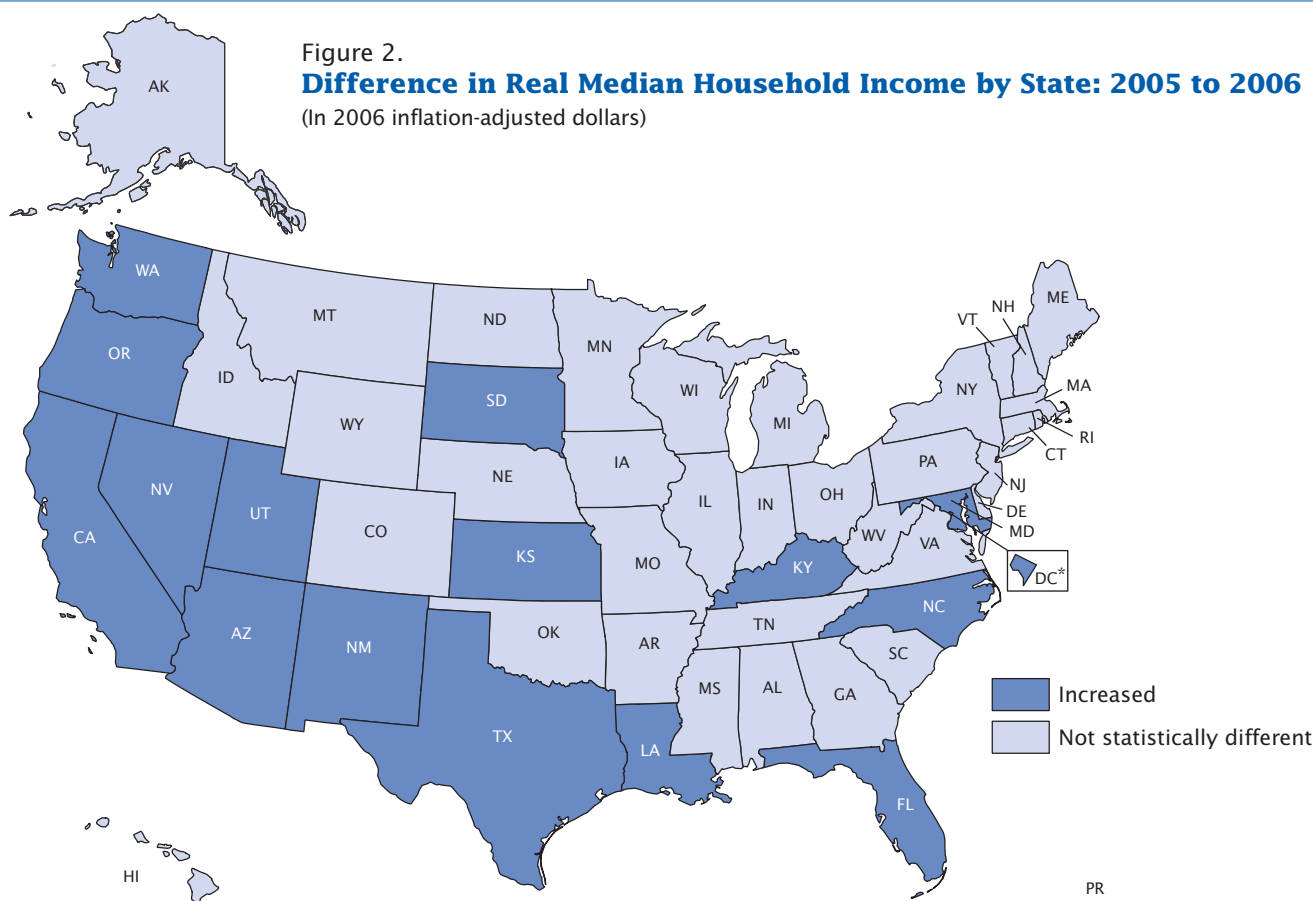 Figure 2.
Difference in Real Median Household Income by State: 2005 to 2006
(In 2006 inflation-adjusted dollars)
AK
WA
MT
ND
MN
VT
NH
ME
OR
ID
SD
WI
NY
MA
WY
MI
RI
CT
IA
PA
NE
NV
UT
IL
IN
OH
NJ
DE
MD
CA
CO
KS
MO
WV
VA
KY
DC*
NC
AZ
NM
OK
TN
AR
SC
MS
AL
GA
Increased
TX
LA
Not statistically different
FL
HI
PR